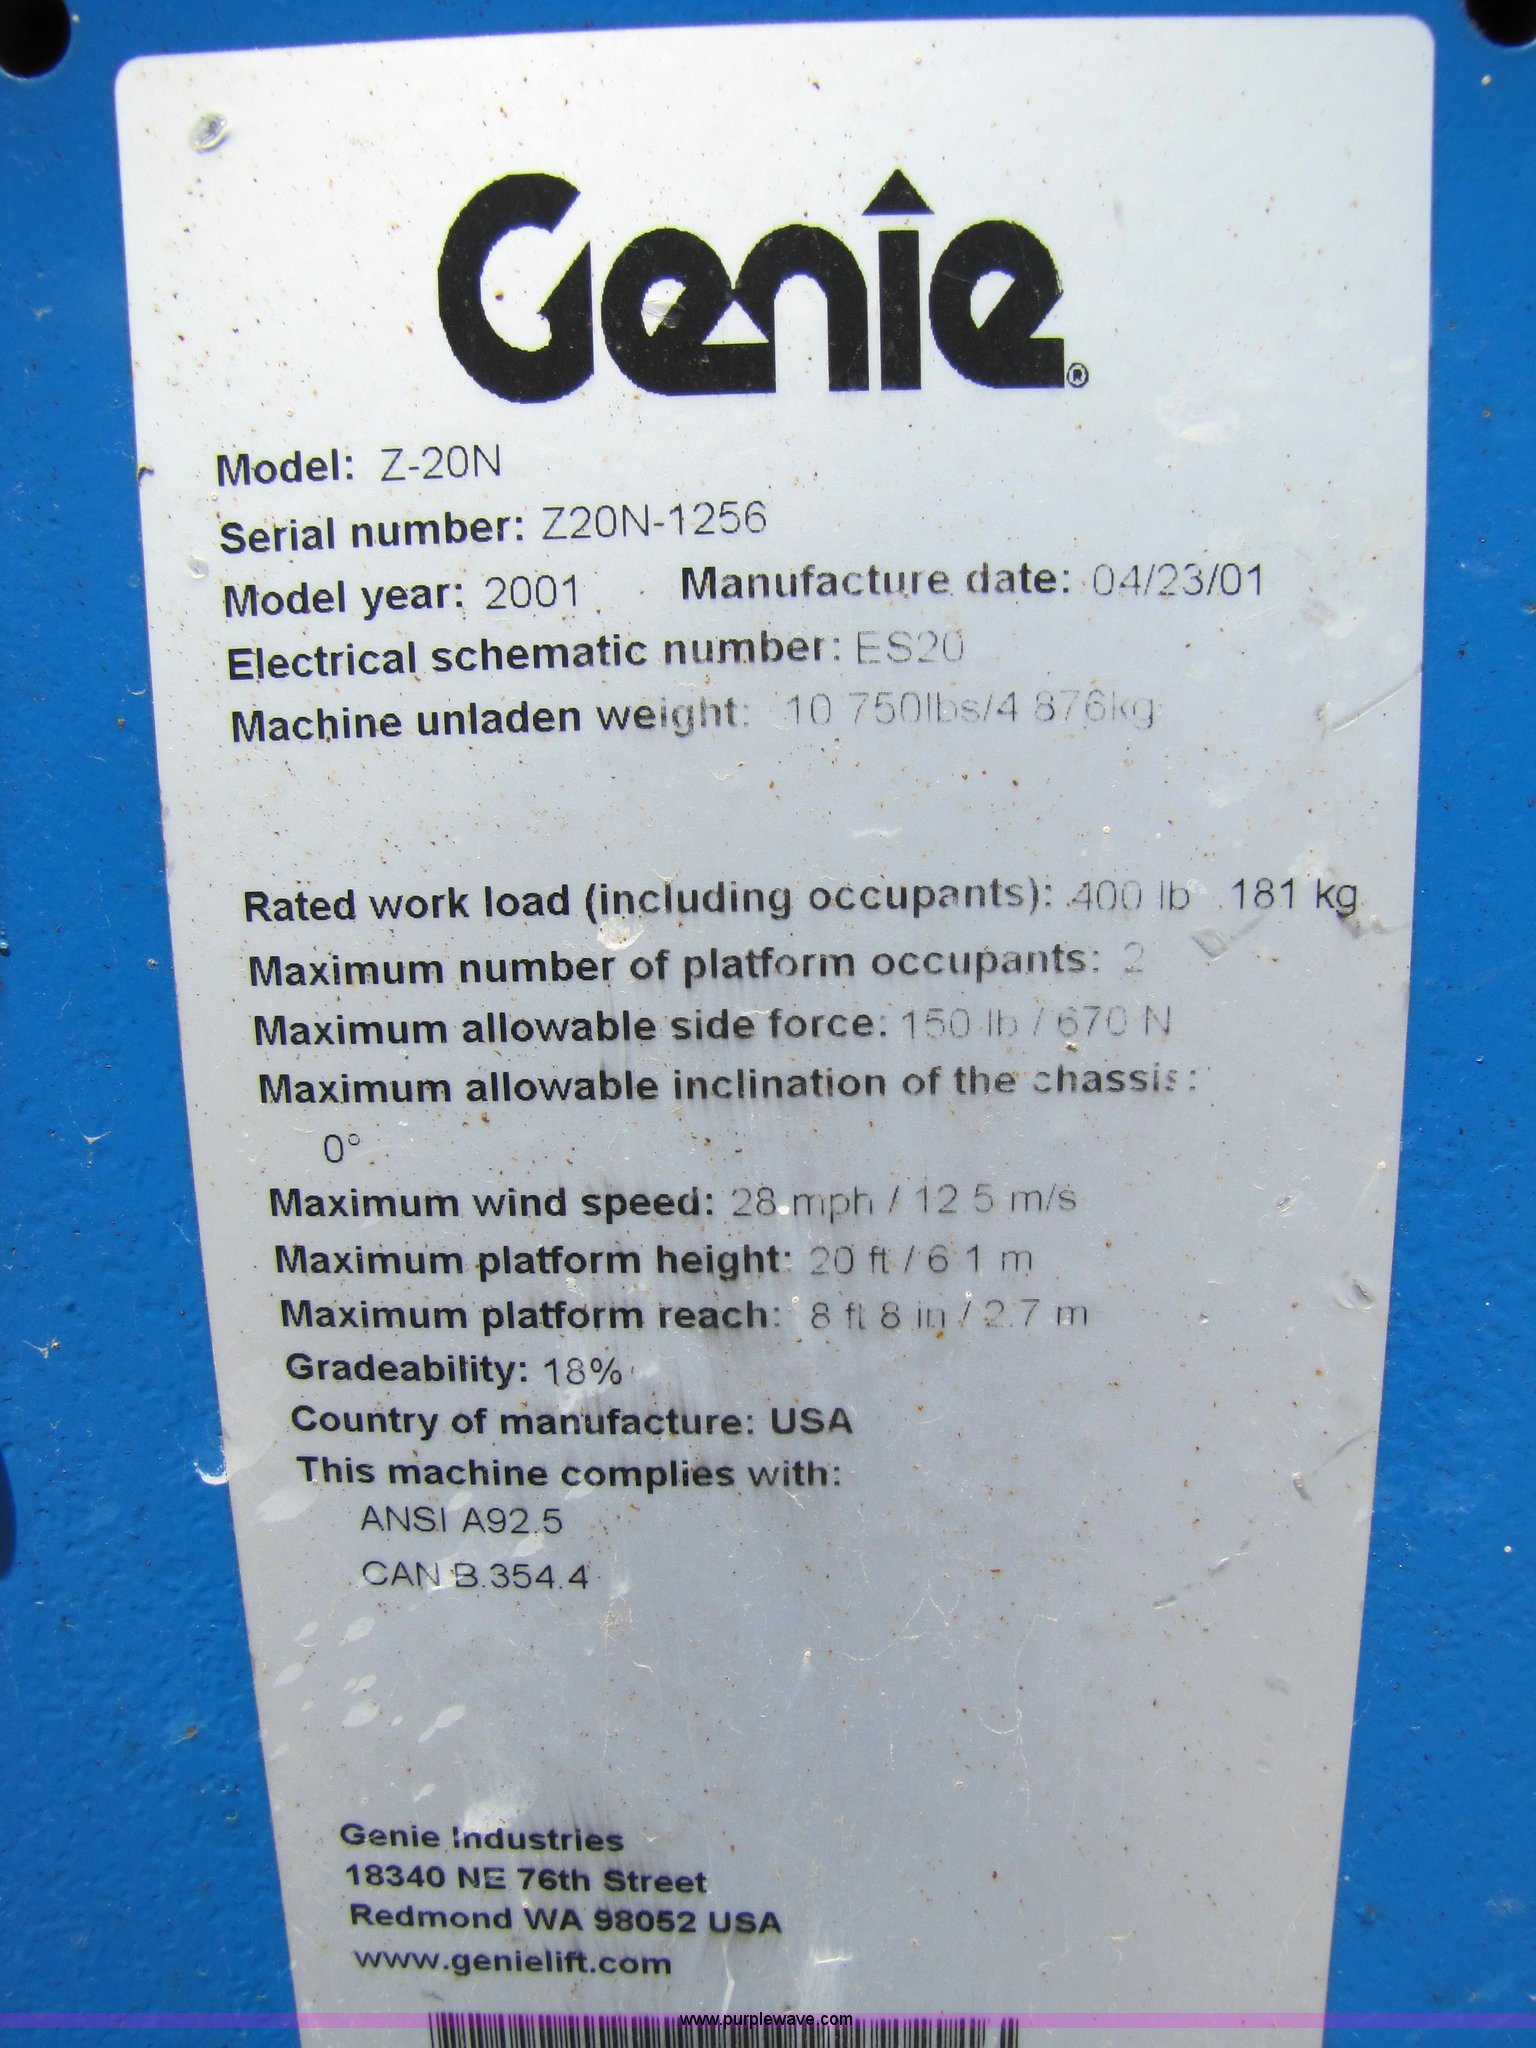 Genie®
Model: Z-20N
Serial number: Z20N-1256
Model year: 2001 Manufacture date: 04/23/01
Electrical schematic number: ES20
Machine unladen weight: 10 750lbs/4 876kg
Rated work load (including occupants): 400 lb 181 kg
Maximum number of platform occupants: 2
Maximum allowable side force: 150 lb / 670 N
Maximum allowable inclination of the chassis:
0°
Maximum wind speed: 28 mph / 12.5 m/s
Maximum platform height: 20 ft / 6.1 m
Maximum platform reach: 8 ft 8 in / 2.7 m
Gradeability: 18%
Country of manufacture: USA
This machine complies with:
ANSI A92.5
CAN B.354.4
Genie Industries
18340 NE 76th Street
Redmond WA 98052 USA
www.genielift.com
www.purplewave.com